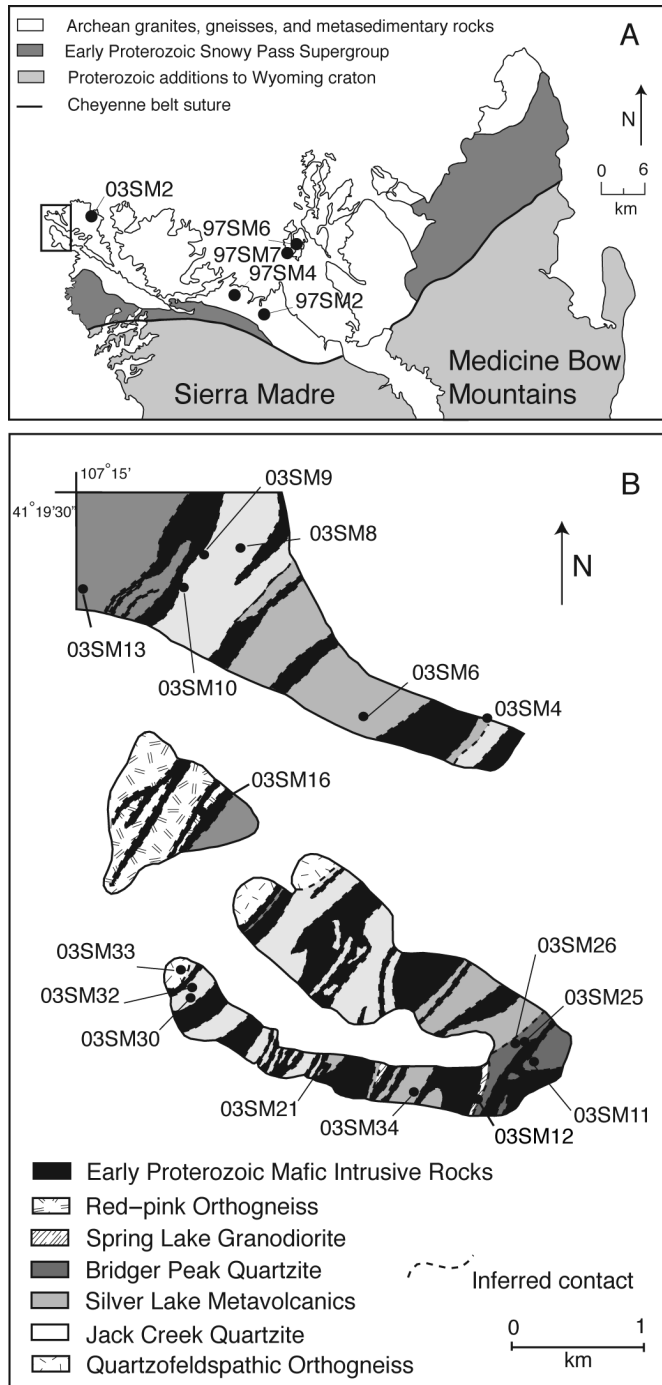 Archean granites, gneisses, and metasedimentary rocks
A
Early Proterozoic Snowy Pass Supergroup
Proterozoic additions to Wyoming craton
Cheyenne belt suture
N
0 6
km
03SM2
97SM6
97SM7
97SM4
97SM2
Medicine Bow
Mountains
Sierra Madre
B
107°15'
41°19'30"
03SM9
03SM8
N
03SM13
03SM10
03SM6
03SM4
03SM16
03SM26
03SM33
03SM25
03SM32
03SM30
03SM21
03SM34
03SM11
03SM12
Early Proterozoic Mafic Intrusive Rocks
Red–pink Orthogneiss
Spring Lake Granodiorite
Bridger Peak Quartzite
Inferred contact
Silver Lake Metavolcanics
Jack Creek Quartzite
0 1
km
Quartzofeldspathic Orthogneiss